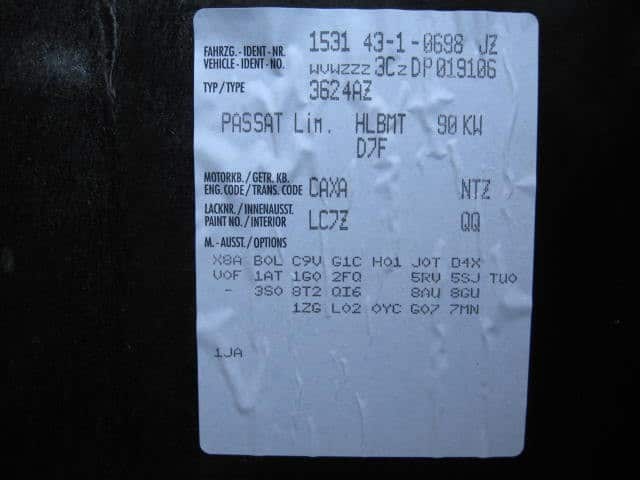 1531 43-1-0698 JZ
FAHRZG.-IDENT-NR.
VEHICLE-IDENT-NO. WVWZZZ3CZDP019106
TYP/TYPE 3624AZ
PASSAT Lim. HLBMT 90 KW
D7F
MOTORKB./GETR. KB.
ENG.CODE/TRANS. CODE CAXA NTZ
LACKNR./INNENAUSST.
PAINT NO./INTERIOR LC7Z QQ
M.-AUSST./OPTIONS
X8A B0L C9V G1C H01 J0T D4X
V0F 1AT 1G0 2FQ 5RV 5SJ TU0
- 3S0 8T2 QI6 8AU 8GU
1ZG L02 0YC G07 7MN
1JA